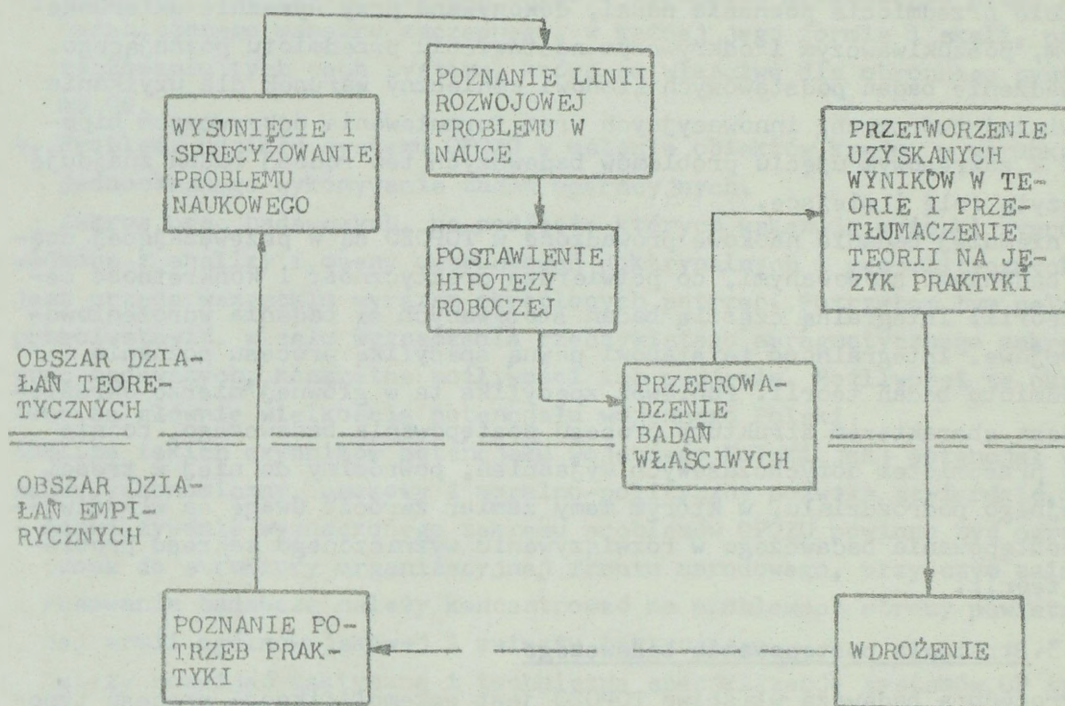 POZNANIE LINII
ROZWOJOWEJ
PROBLEMU W
NAUCE
WYSUNIĘCIE I
SPRECYŻOWANIE
PROBLEMU
NAUKOWEGO
PRZETWORZENIE
UZYSKANYCH
WYNIKÓW W TE-
ORIE I PRZE-
TŁUMACZENIE
TEORII NA JĘ-
ZYK PRAKTYKI
POSTAWIENIE
HIPOTEZY
ROBOCZEJ
OBSZAR DZIA-
ŁAŃ TEORE-
TYCZNYCH
PRZEPROWA-
DZENIE
BADAŃ
WŁAŚCIWYCH
OBSZAR DZIA-
ŁAŃ EMPI-
RYCZNYCH
POZNANIE PO-
TRZEB PRAK-
TYKI
WDROŻENIE